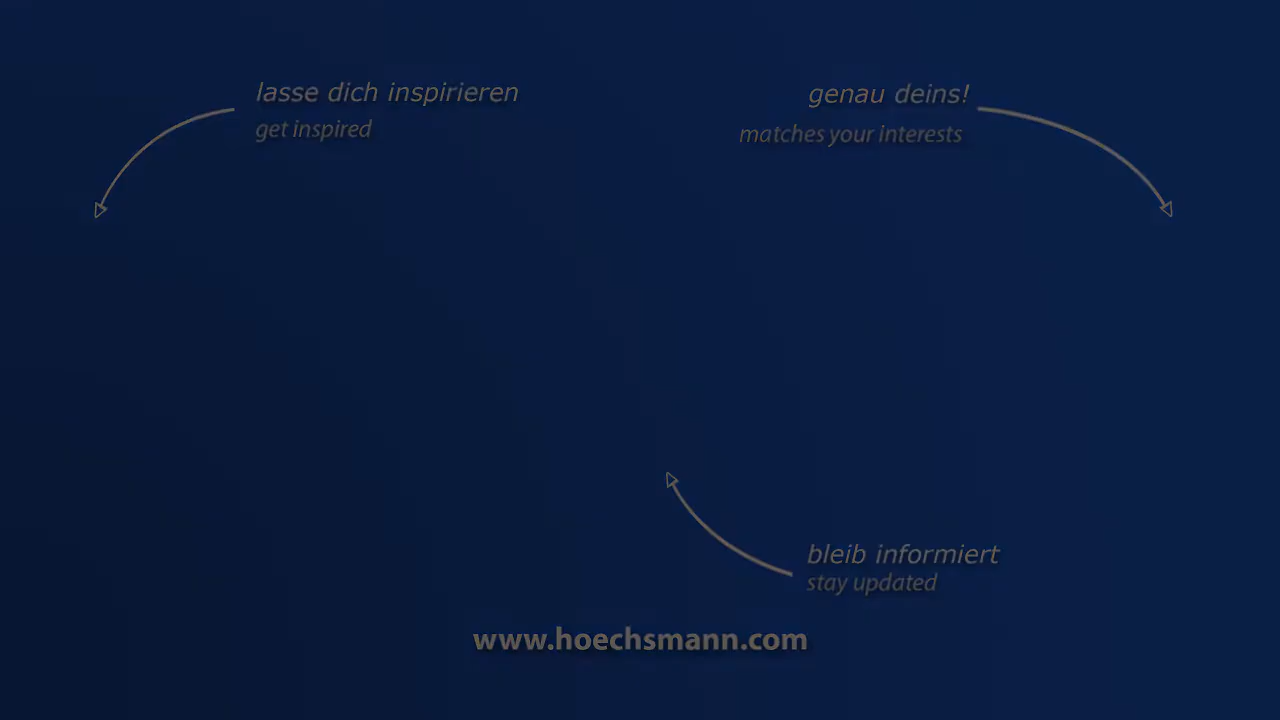 lasse dich inspirieren
get inspired
genau deins!
matches your interests
bleib informiert
stay updated
www.hoechsmann.com